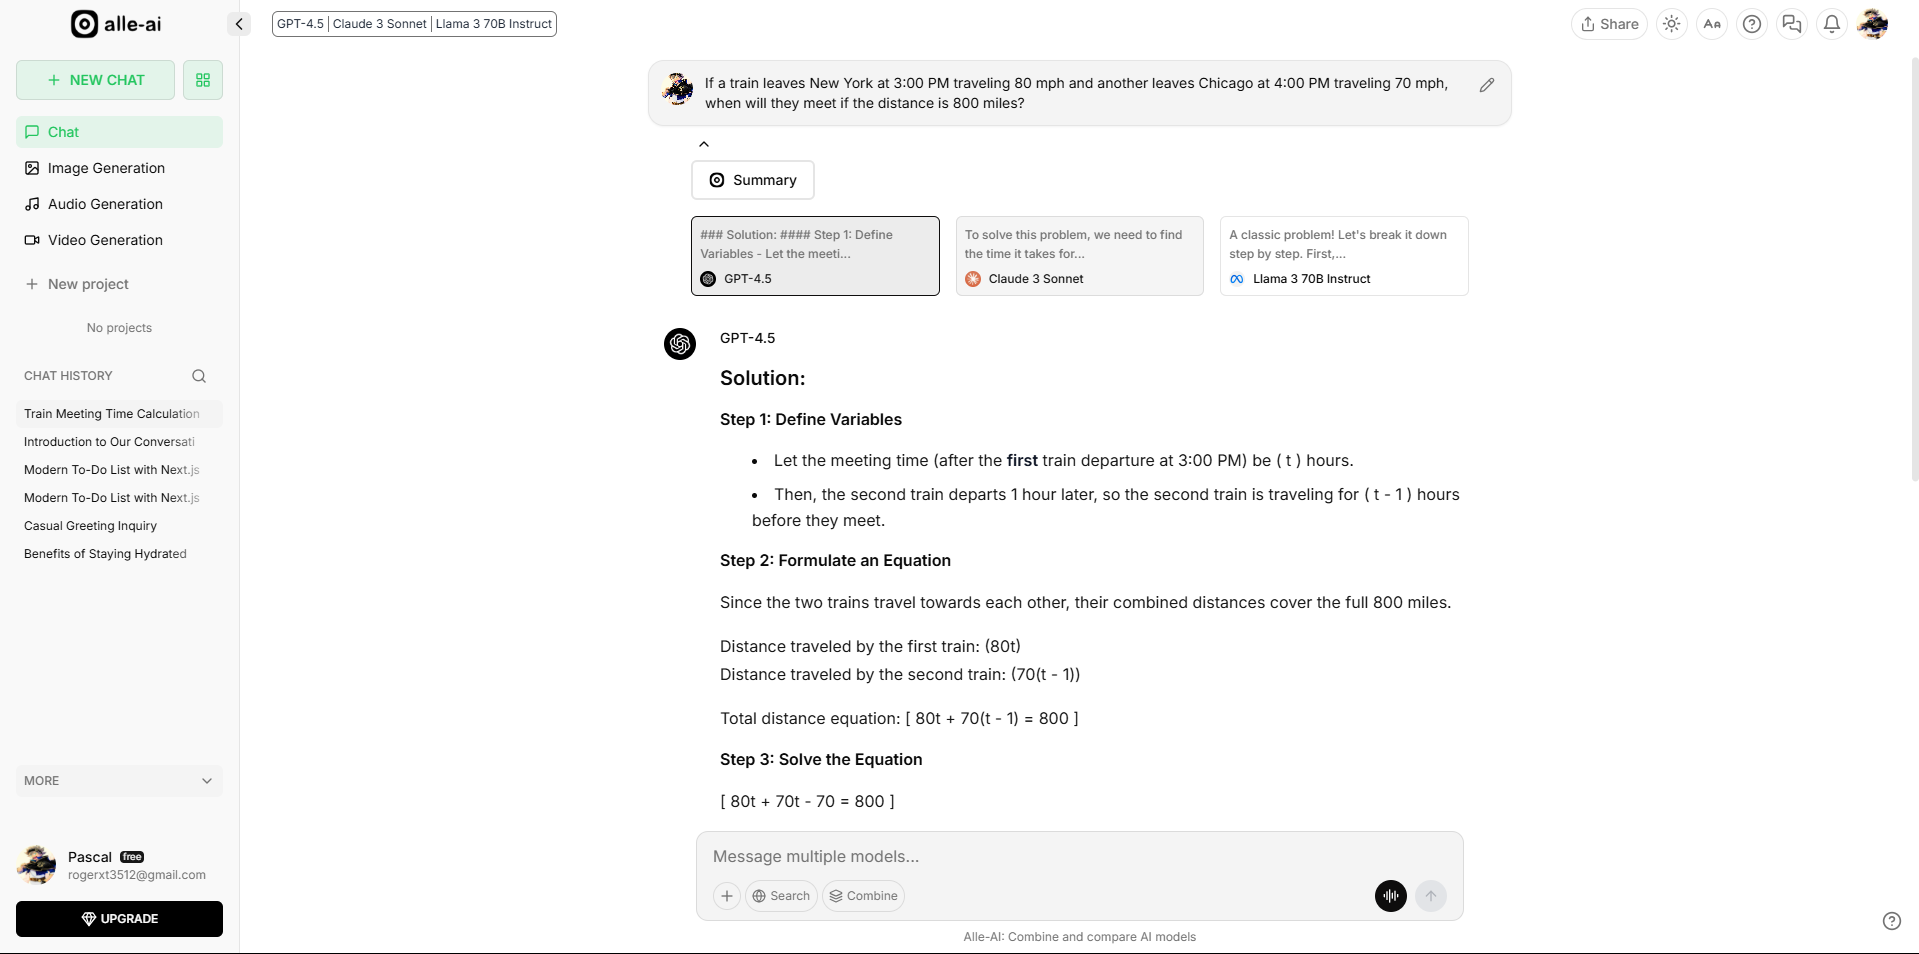 alle-ai
NEW CHAT
Chat
Image Generation
Audio Generation
Video Generation
New project
No projects
CHAT HISTORY
Train Meeting Time Calculation
Introduction to Our Conversati
Modern To-Do List with Next.js
Modern To-Do List with Next.js
Casual Greeting Inquiry
Benefits of Staying Hydrated
MORE
Pascal free
rogerxt3512@gmail.com
UPGRADE
GPT-4.5 | Claude 3 Sonnet | Llama 3 70B Instruct
Share
AA
If a train leaves New York at 3:00 PM traveling 80 mph and another leaves Chicago at 4:00 PM traveling 70 mph,
when will they meet if the distance is 800 miles?
Summary
### Solution: #### Step 1: Define
Variables - Let the meeti...
GPT-4.5
To solve this problem, we need to find
the time it takes for...
Claude 3 Sonnet
A classic problem! Let's break it down
step by step. First,...
Llama 3 70B Instruct
GPT-4.5
Solution:
Step 1: Define Variables
• Let the meeting time (after the first train departure at 3:00 PM) be ( t ) hours.
• Then, the second train departs 1 hour later, so the second train is traveling for ( t - 1 ) hours
before they meet.
Step 2: Formulate an Equation
Since the two trains travel towards each other, their combined distances cover the full 800 miles.
Distance traveled by the first train: (80t)
Distance traveled by the second train: (70(t - 1))
Total distance equation: [ 80t + 70(t - 1) = 800 ]
Step 3: Solve the Equation
[ 80t + 70t - 70 = 800 ]
Message multiple models...
Search
Combine
Alle-AI: Combine and compare AI models